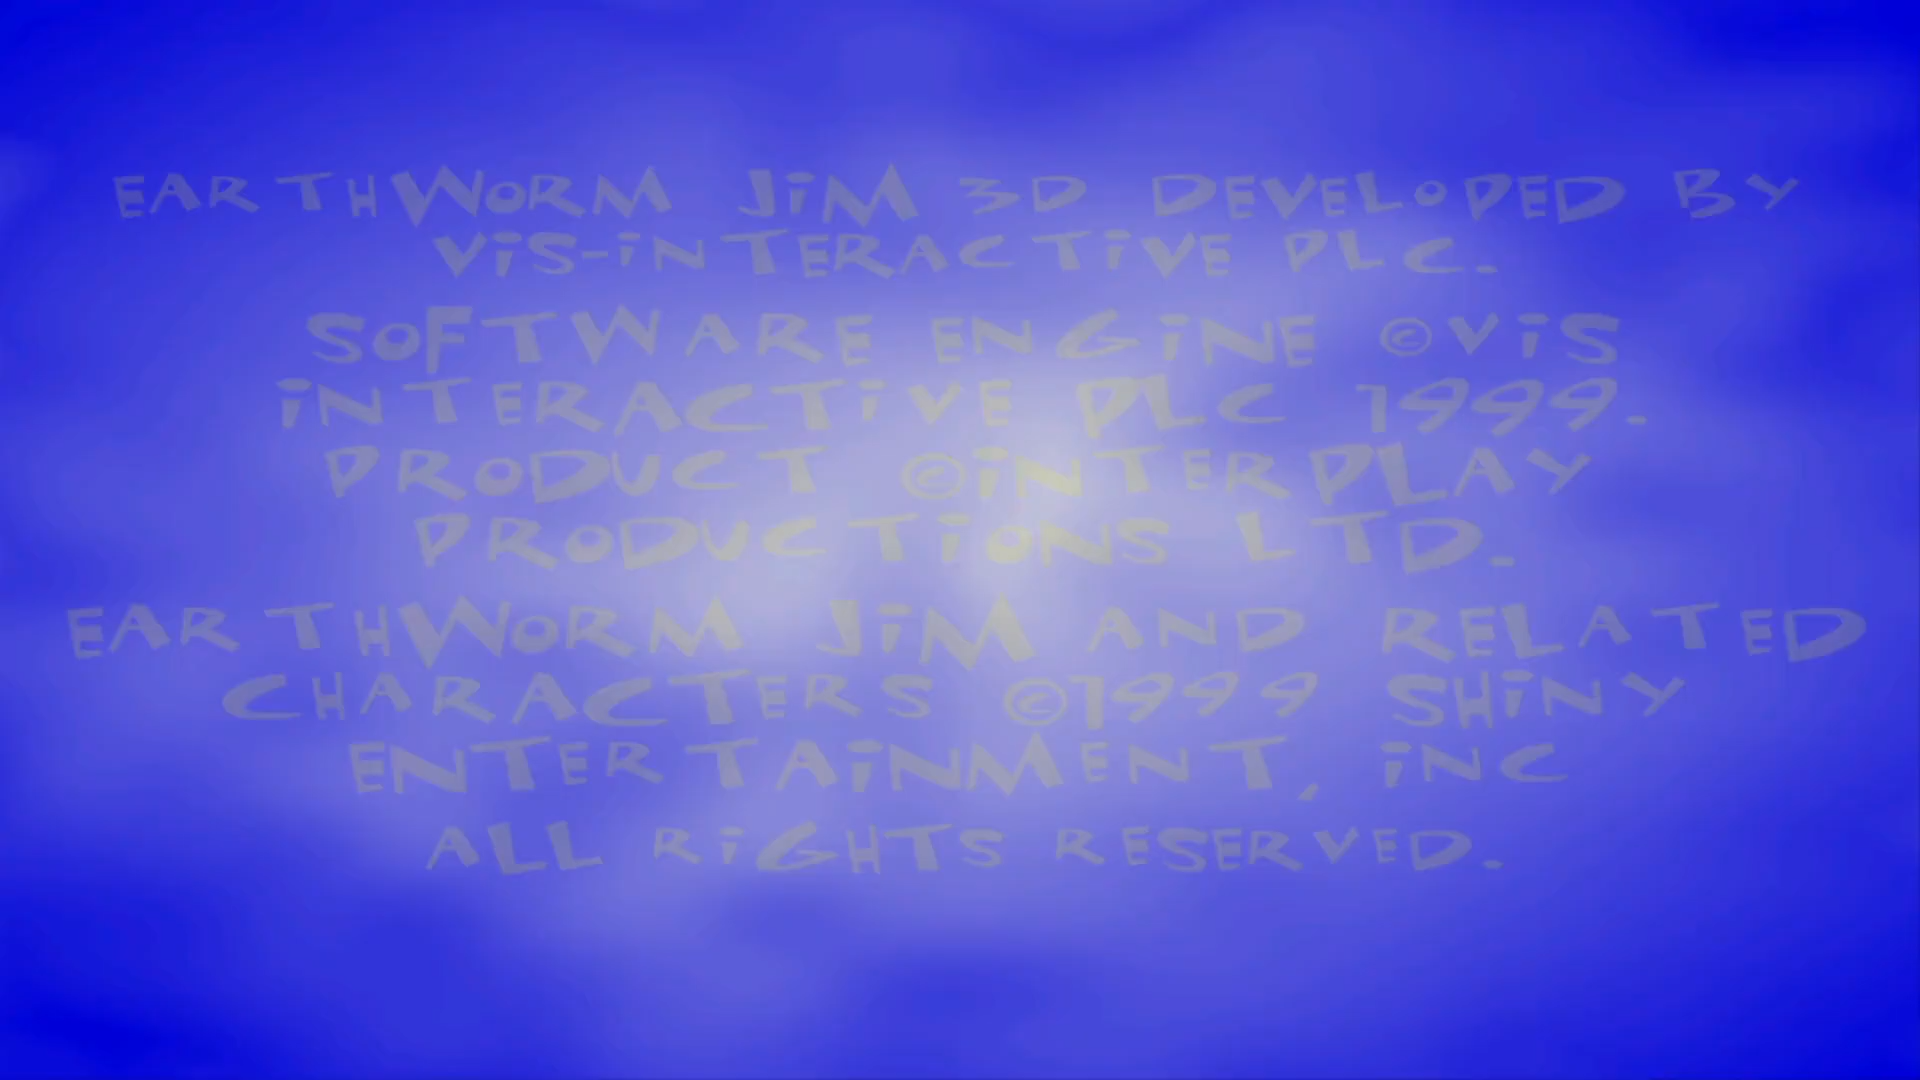 EARTHWORM JiM 3D DEVELOPED BY
ViS-iNTERACTiVE PLC.
SOFTWARE ENGiNE ©ViS
iNTERACTiVE PLC 1999.
PRODUCT ©iNTERPLAY
PRODUCTiONS LTD.
EARTHWORM JiM AND RELATED
CHARACTERS ©1999 SHiNY
ENTERTAiNMENT, iNC
ALL RiGHTS RESERVED.